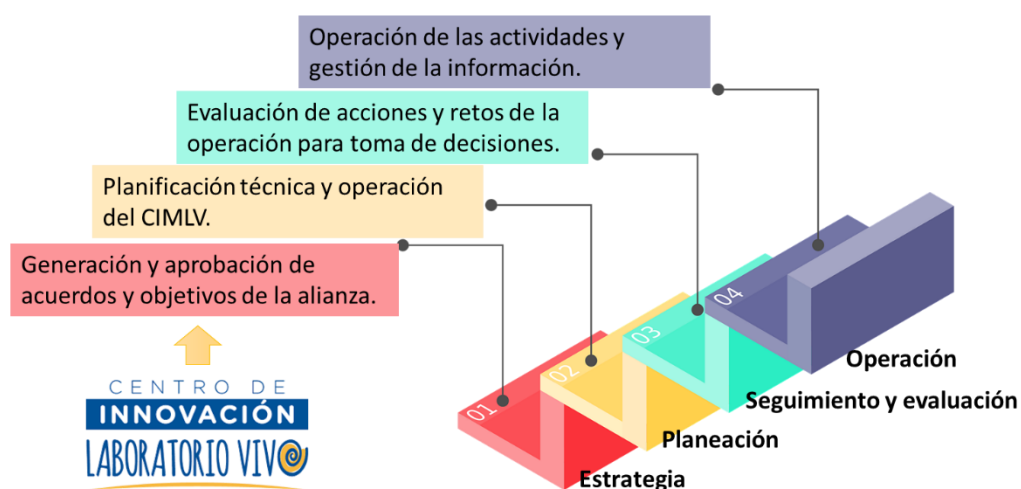 Operación de las actividades y
gestión de la información.
Evaluación de acciones y retos de la
operación para toma de decisiones.
Planificación técnica y operación
del CIMLV.
Generación y aprobación de
acuerdos y objetivos de la alianza.
CENTRO DE
INNOVACIÓN
LABORATORIO VIVO
01
02
03
04
Operación
Seguimiento y evaluación
Planeación
Estrategia